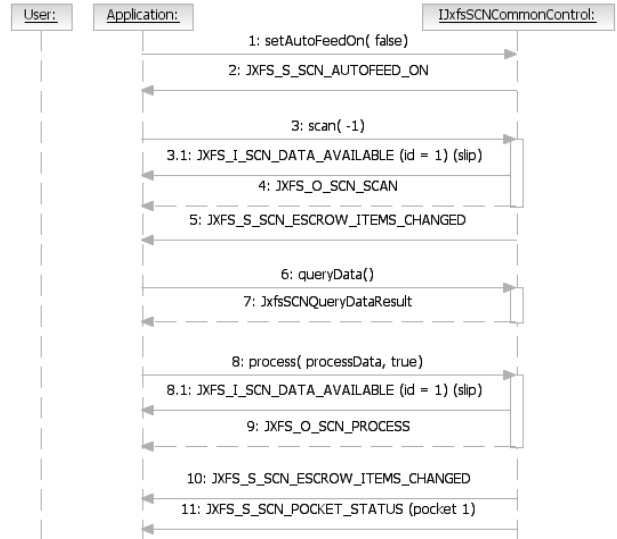 User:
Application:
IJxfsSCNCommonControl:
1: setAutoFeedOn( false)
2: JXFS_S_SCN_AUTOFEED_ON
3: scan( -1)
3.1: JXFS_I_SCN_DATA_AVAILABLE (id = 1) (slip)
4: JXFS_O_SCN_SCAN
5: JXFS_S_SCN_ESCROW_ITEMS_CHANGED
6: queryData()
7: JxfsSCNQueryDataResult
8: process( processData, true)
8.1: JXFS_I_SCN_DATA_AVAILABLE (id = 1) (slip)
9: JXFS_O_SCN_PROCESS
10: JXFS_S_SCN_ESCROW_ITEMS_CHANGED
11: JXFS_S_SCN_POCKET_STATUS (pocket 1)